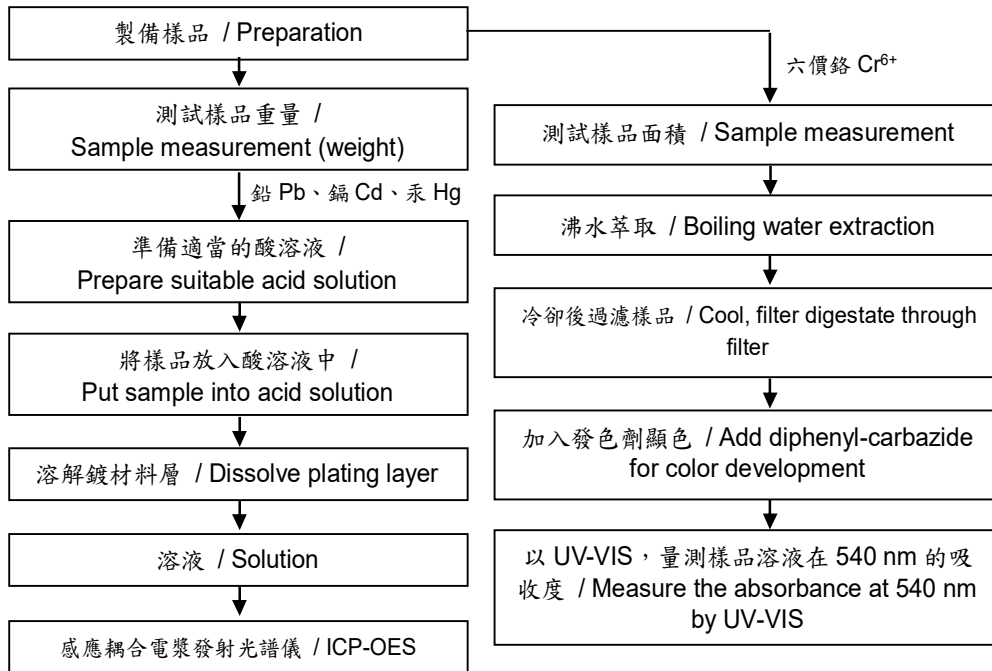 製備樣品 / Preparation
測試樣品重量 /
Sample measurement (weight)
鉛 Pb、鎘 Cd、汞 Hg
準備適當的酸溶液 /
Prepare suitable acid solution
將樣品放入酸溶液中 /
Put sample into acid solution
溶解鍍材料層 / Dissolve plating layer
溶液 / Solution
感應耦合電漿發射光譜儀 / ICP-OES
六價鉻 Cr⁶⁺
測試樣品面積 / Sample measurement
沸水萃取 / Boiling water extraction
冷卻後過濾樣品 / Cool, filter digestate through
filter
加入發色劑顯色 / Add diphenyl-carbazide
for color development
以 UV-VIS，量測樣品溶液在 540 nm 的吸
收度 / Measure the absorbance at 540 nm
by UV-VIS